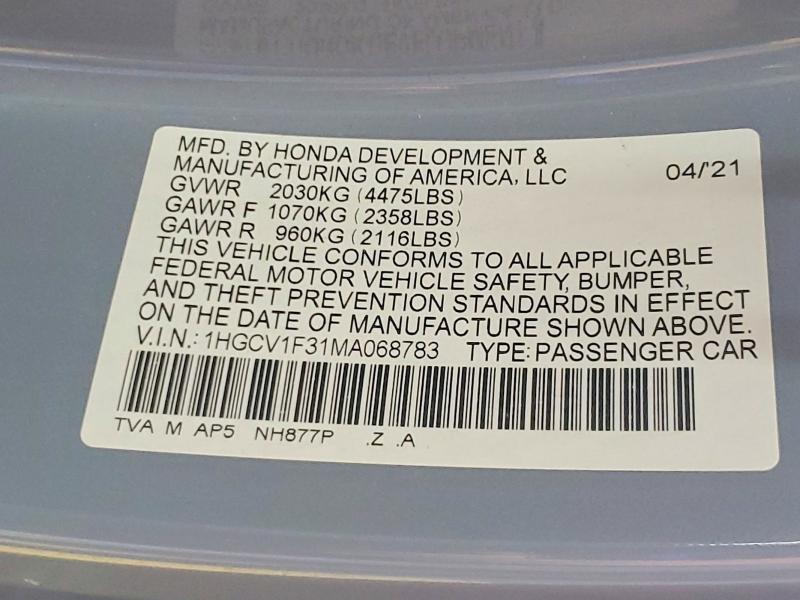 MFD. BY HONDA DEVELOPMENT &
MANUFACTURING OF AMERICA, LLC 04/'21
GVWR 2030KG (4475LBS)
GAWR F 1070KG (2358LBS)
GAWR R 960KG (2116LBS)
THIS VEHICLE CONFORMS TO ALL APPLICABLE
FEDERAL MOTOR VEHICLE SAFETY, BUMPER,
AND THEFT PREVENTION STANDARDS IN EFFECT
ON THE DATE OF MANUFACTURE SHOWN ABOVE.
V.I.N.: 1HGCV1F31MA068783 TYPE: PASSENGER CAR
TVA M AP5 NH877P .Z .A